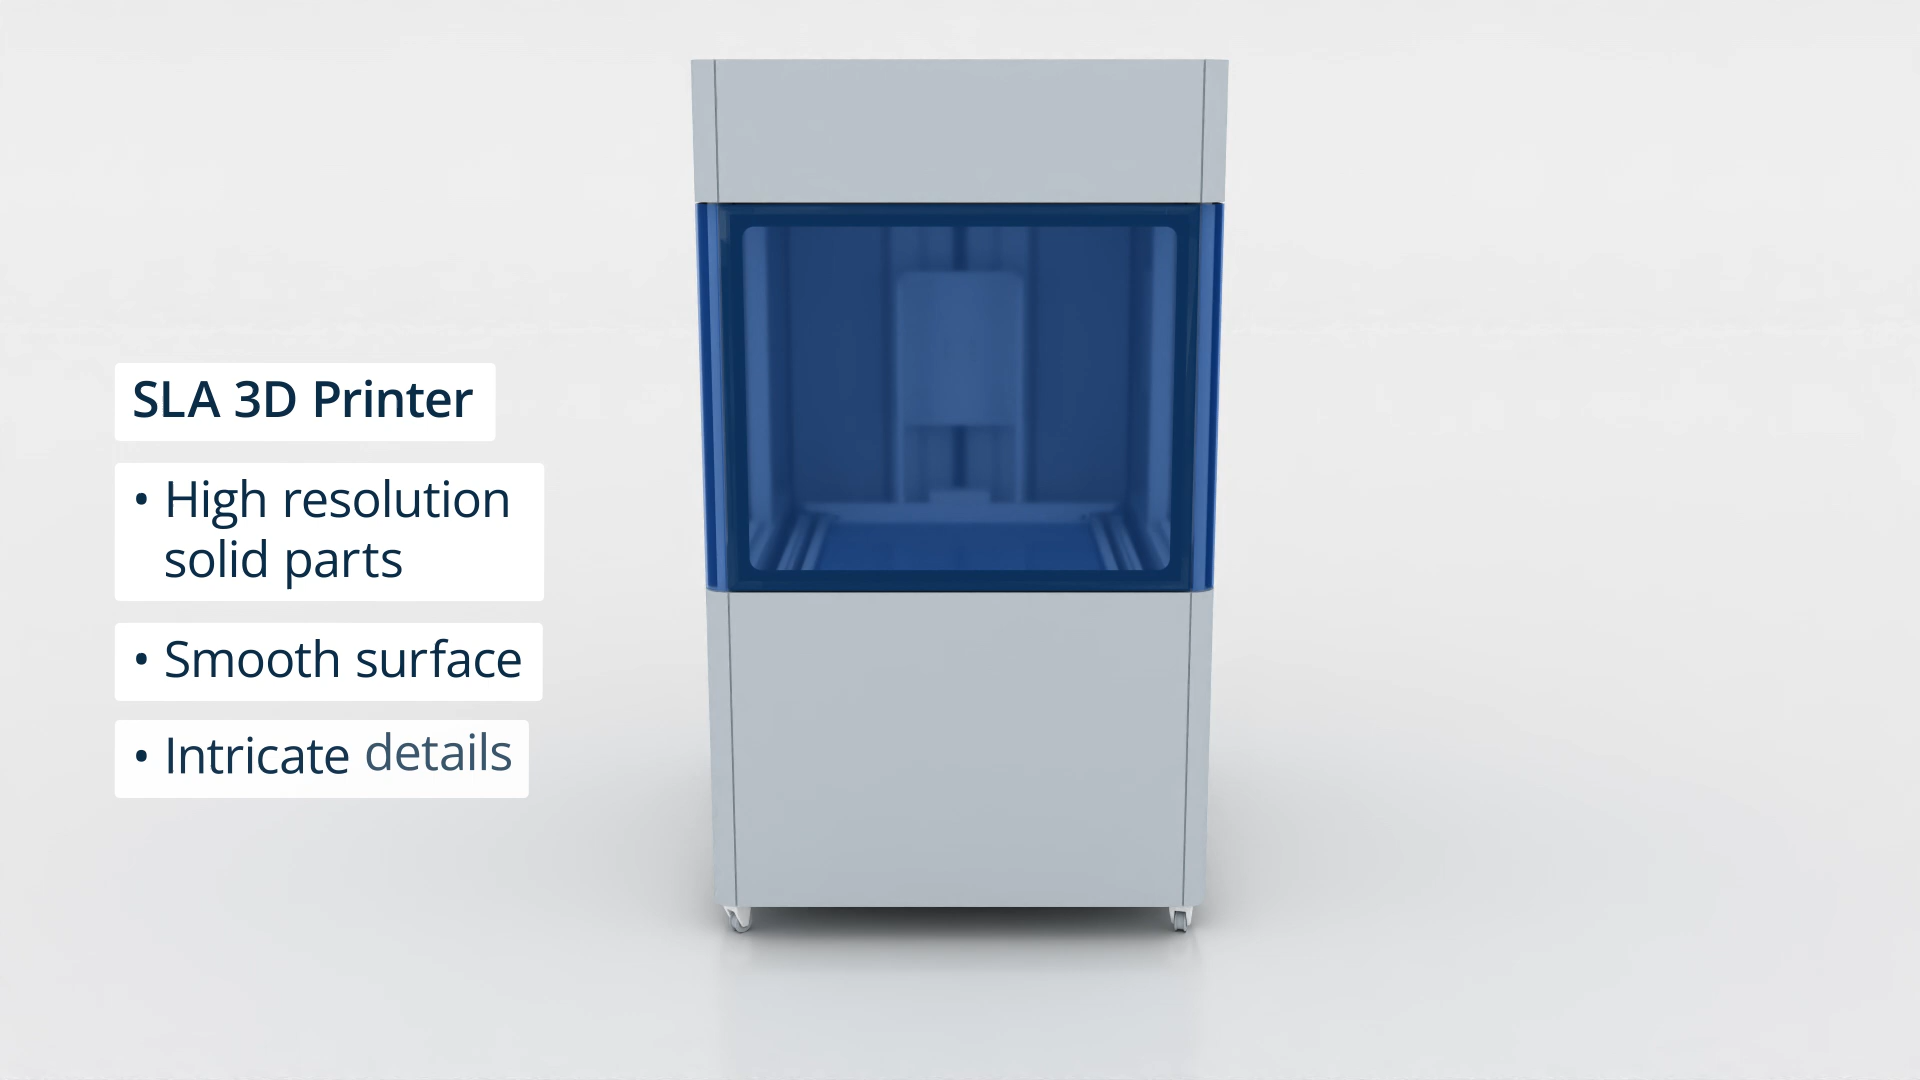 SLA 3D Printer
• High resolution
solid parts
• Smooth surface
• Intricate details